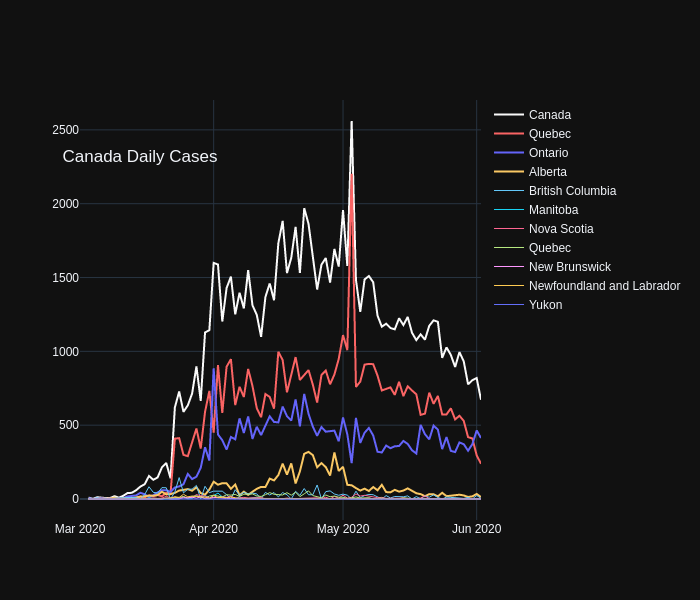 Canada Daily Cases
2500
2000
1500
1000
500
0
Mar 2020
Apr 2020
May 2020
Jun 2020
Canada
Quebec
Ontario
Alberta
British Columbia
Manitoba
Nova Scotia
Quebec
New Brunswick
Newfoundland and Labrador
Yukon